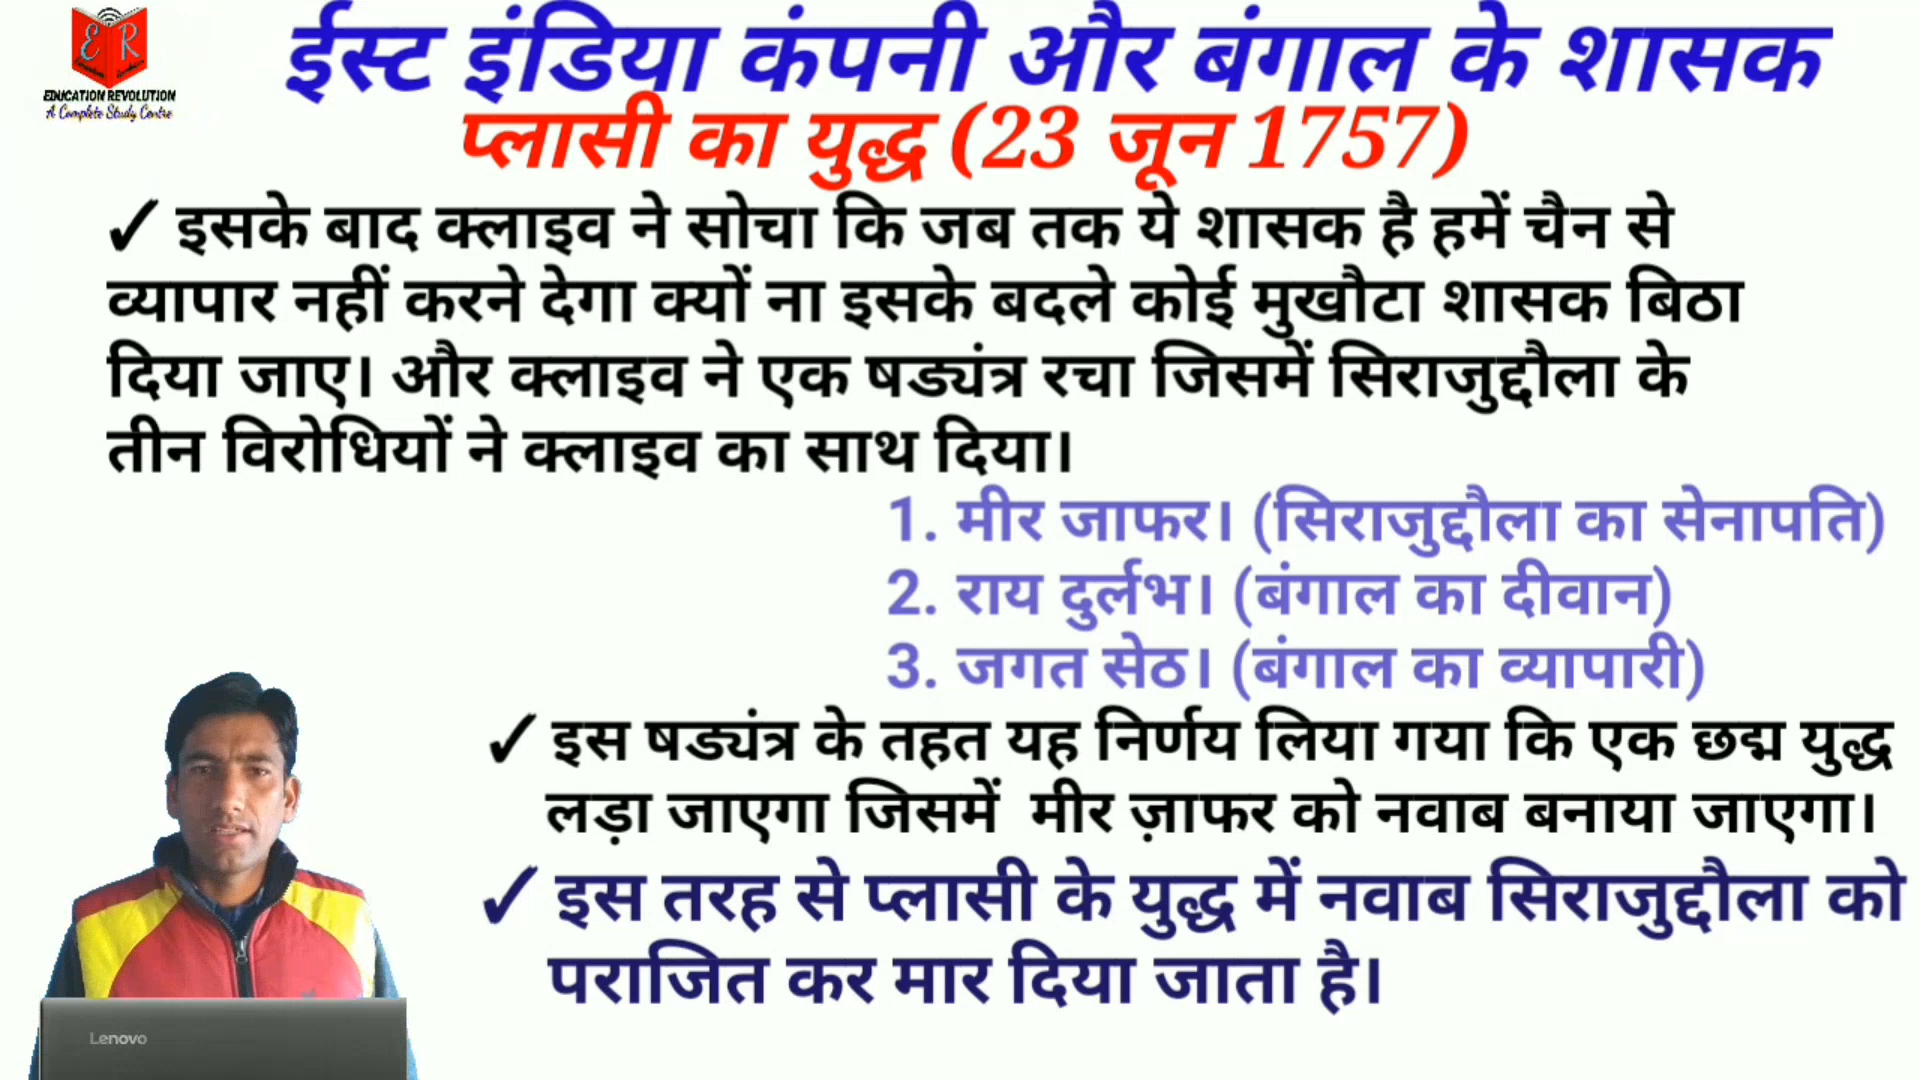 E R
EDUCATION REVOLUTION
A Complete Study Centre
ईस्ट इंडिया कंपनी और बंगाल के शासक
प्लासी का युद्ध (23 जून 1757)
✓ इसके बाद क्लाइव ने सोचा कि जब तक ये शासक है हमें चैन से
व्यापार नहीं करने देगा क्यों ना इसके बदले कोई मुखौटा शासक बिठा
दिया जाए। और क्लाइव ने एक षड्यंत्र रचा जिसमें सिराजुद्दौला के
तीन विरोधियों ने क्लाइव का साथ दिया।
1. मीर जाफर। (सिराजुद्दौला का सेनापति)
2. राय दुर्लभ। (बंगाल का दीवान)
3. जगत सेठ। (बंगाल का व्यापारी)
✓ इस षड्यंत्र के तहत यह निर्णय लिया गया कि एक छद्म युद्ध
लड़ा जाएगा जिसमें मीर ज़ाफर को नवाब बनाया जाएगा।
✓ इस तरह से प्लासी के युद्ध में नवाब सिराजुद्दौला को
पराजित कर मार दिया जाता है।
Lenovo